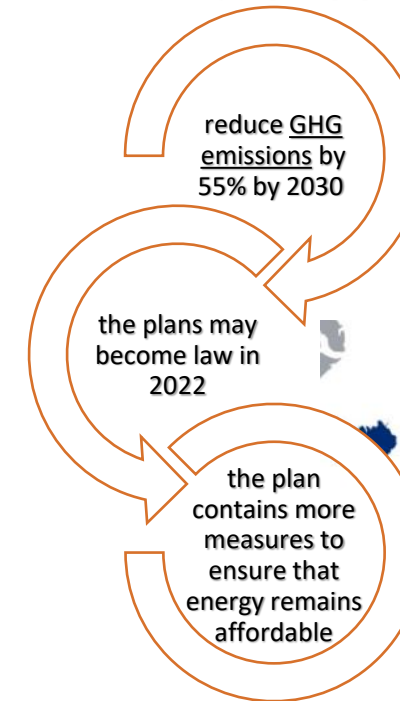 reduce GHG
emissions by
55% by 2030
the plans may
become law in
2022
the plan
contains more
measures to
ensure that
energy remains
affordable